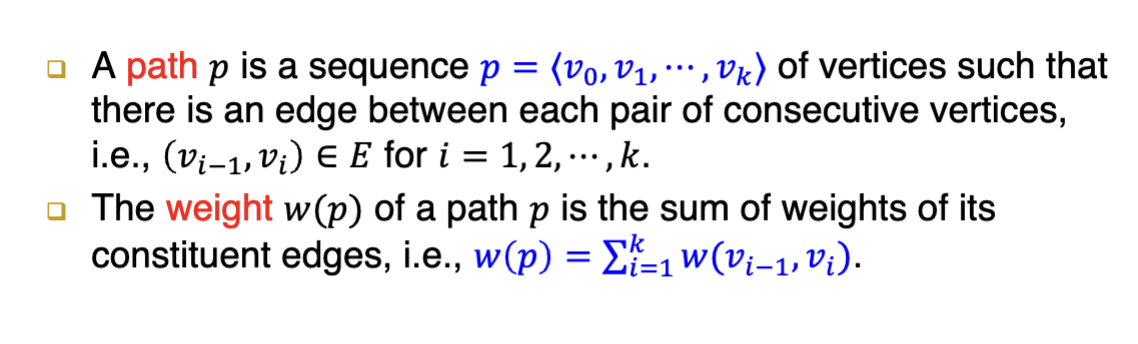 ❑ A path p is a sequence p = ⟨v₀, v₁, ⋯, vₖ⟩ of vertices such that
there is an edge between each pair of consecutive vertices,
i.e., (vᵢ₋₁, vᵢ) ∈ E for i = 1, 2, ⋯, k.
❑ The weight w(p) of a path p is the sum of weights of its
constituent edges, i.e., w(p) = ∑ᵏᵢ₌₁ w(vᵢ₋₁, vᵢ).